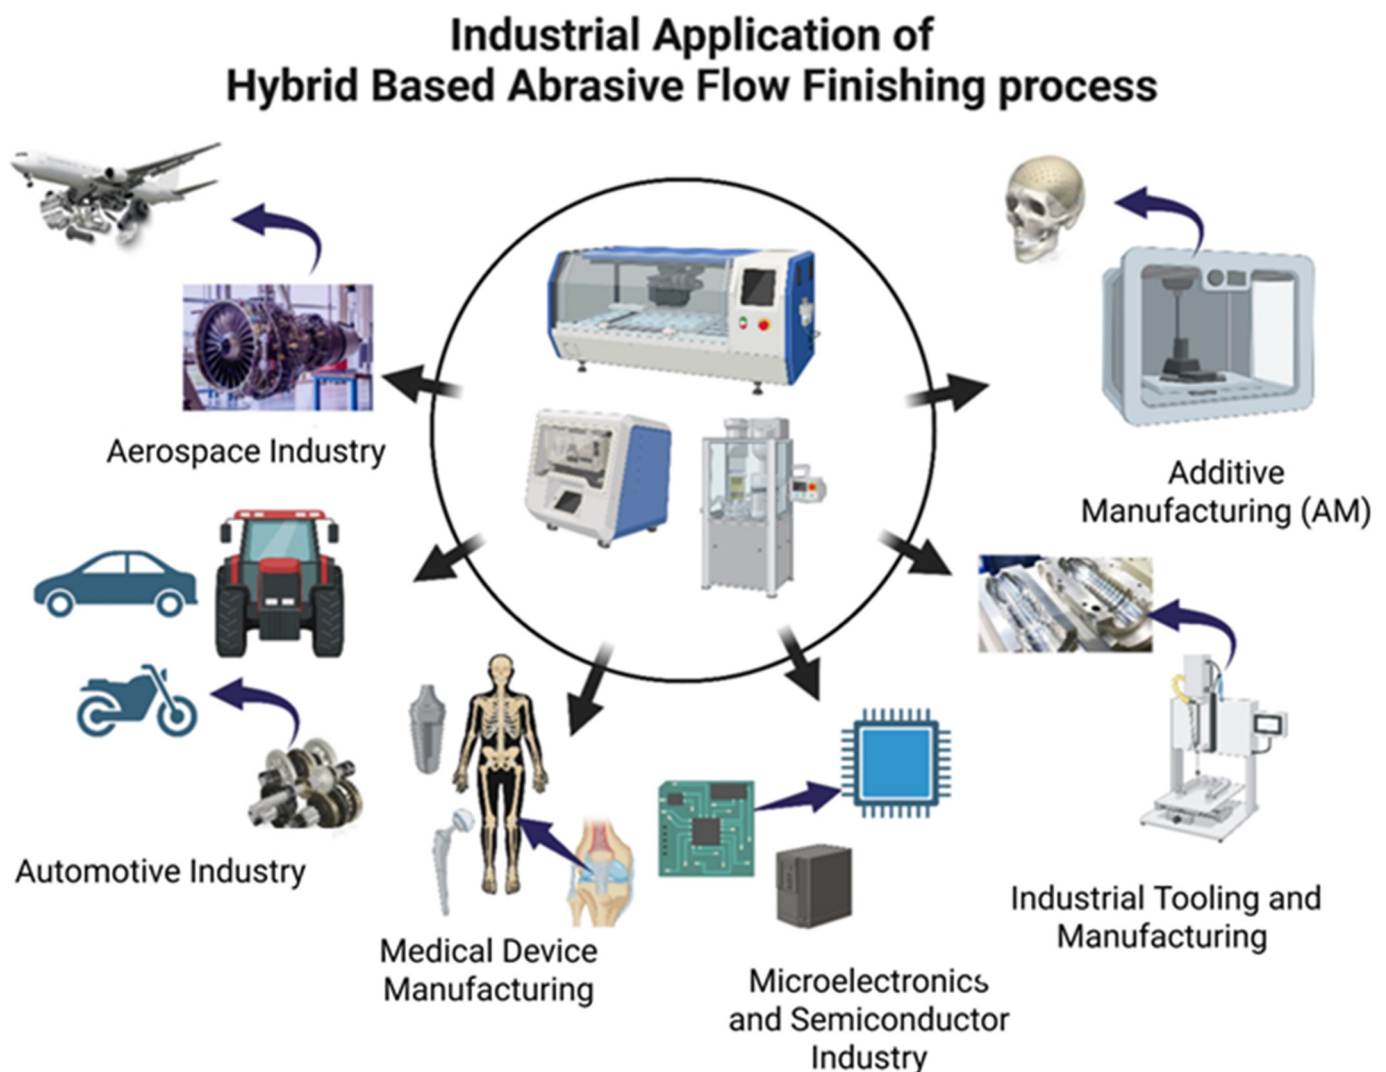 Industrial Application of
Hybrid Based Abrasive Flow Finishing process
Aerospace Industry
Additive
Manufacturing (AM)
Automotive Industry
Medical Device
Manufacturing
Microelectronics
and Semiconductor
Industry
Industrial Tooling and
Manufacturing